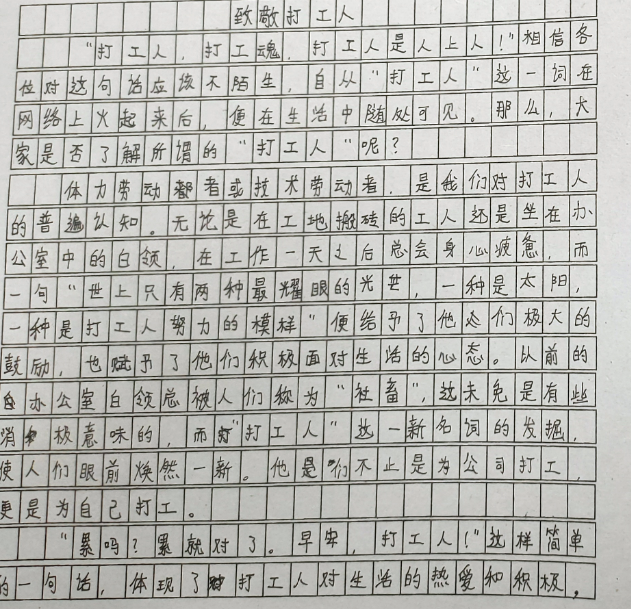 致敬打工人
“打工人,打工魂,打工人是人上人!”相信各
位对这句话应该不陌生,自从“打工人”这一词在
网络上火起来后,便在生活中随处可见。那么,大
家是否了解所谓的“打工人”呢?
体力劳动者或技术劳动者,是我们对打工人
的普遍认知。无论是在工地搬砖的工人还是坐在办
公室中的白领,在工作一天之后总会身心疲惫,而
一句“世上只有两种最耀眼的光芒,一种是太阳,
一种是打工人努力的模样”便给予了他们极大的
鼓励,也赋予了他们积极面对生活的心态。以前的
办公室白领总被人们称为“社畜”,这未免是有些
消极意味的,而“打工人”这一新名词的发掘,
使人们眼前焕然一新。他们不止是为公司打工,
更是为自己打工。
“累吗?累就对了。早安,打工人!”这样简单
的一句话,体现了打工人对生活的热爱和积极,